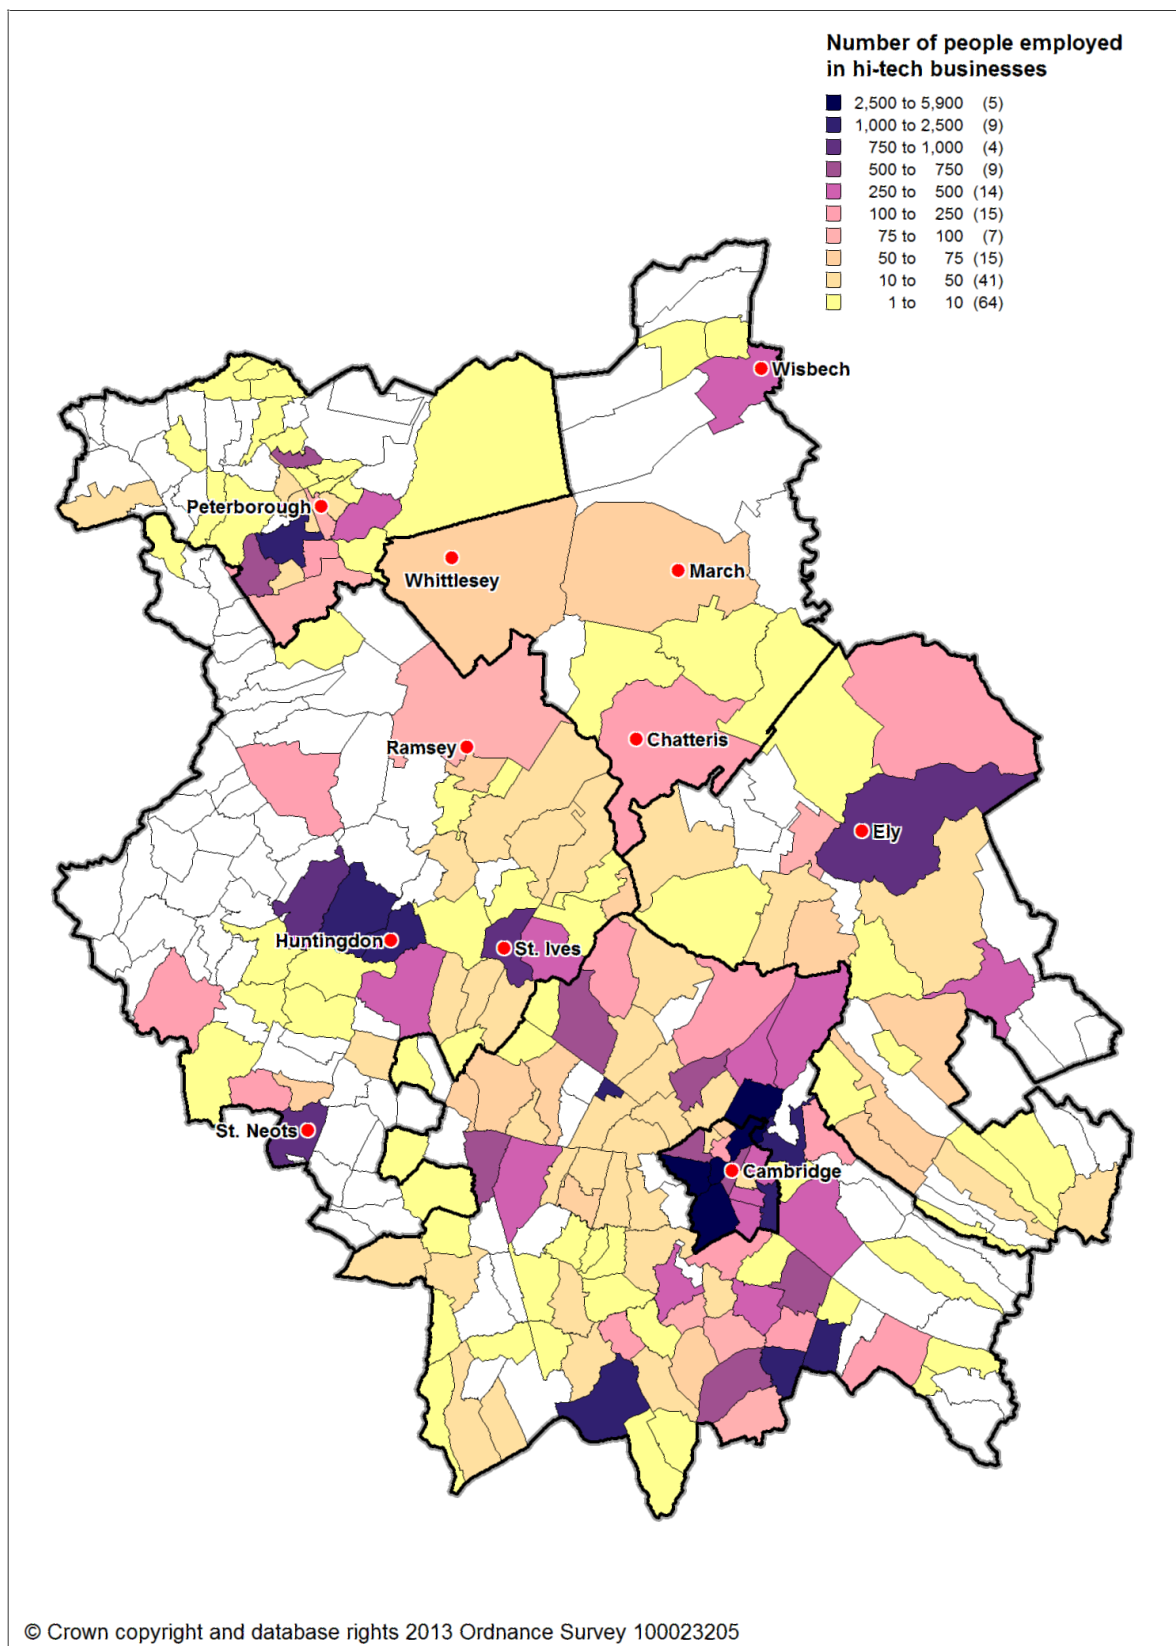 Number of people employed
in hi-tech businesses
2,500 to 5,900 (5)
1,000 to 2,500 (9)
750 to 1,000 (4)
500 to 750 (9)
250 to 500 (14)
100 to 250 (15)
75 to 100 (7)
50 to 75 (15)
10 to 50 (41)
1 to 10 (64)
Wisbech
Peterborough
Whittlesey
March
Ramsey
Chatteris
Ely
Huntingdon
St. Ives
St. Neots
Cambridge
© Crown copyright and database rights 2013 Ordnance Survey 100023205